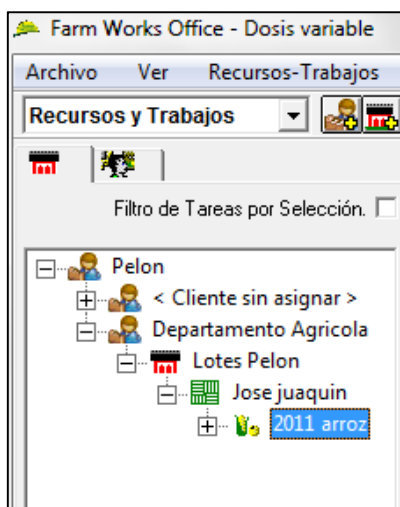 Farm Works Office - Dosis variable
Archivo Ver Recursos-Trabajos
Recursos y Trabajos
Filtro de Tareas por Selección.
Pelon
< Cliente sin asignar >
Departamento Agricola
Lotes Pelon
Jose juaquin
2011 arroz